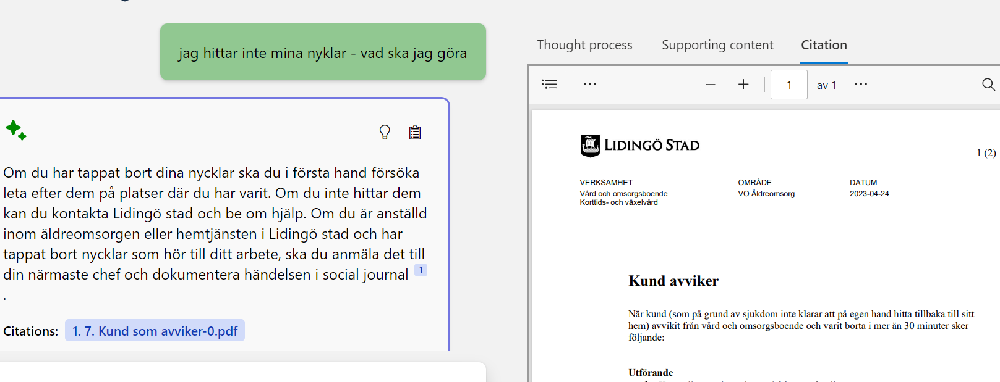 jag hittar inte mina nyklar - vad ska jag göra
Om du har tappat bort dina nycklar ska du i första hand försöka
leta efter dem på platser där du har varit. Om du inte hittar dem
kan du kontakta Lidingö stad och be om hjälp. Om du är anställd
inom äldreomsorgen eller hemtjänsten i Lidingö stad och har
tappat bort nycklar som hör till ditt arbete, ska du anmäla det till
din närmaste chef och dokumentera händelsen i social journal 1
.
Citations: 1. 7. Kund som avviker-0.pdf
Thought process Supporting content Citation
1 av 1
LIDINGÖ STAD
1 (2)
VERKSAMHET OMRÅDE DATUM
Vård och omsorgsboende VO Äldreomsorg 2023-04-24
Korttids- och växelvård
Kund avviker
När kund (som på grund av sjukdom inte klarar att på egen hand hitta tillbaka till sitt
hem) avvikit från vård och omsorgsboende och varit borta i mer än 30 minuter sker
följande:
Utförande